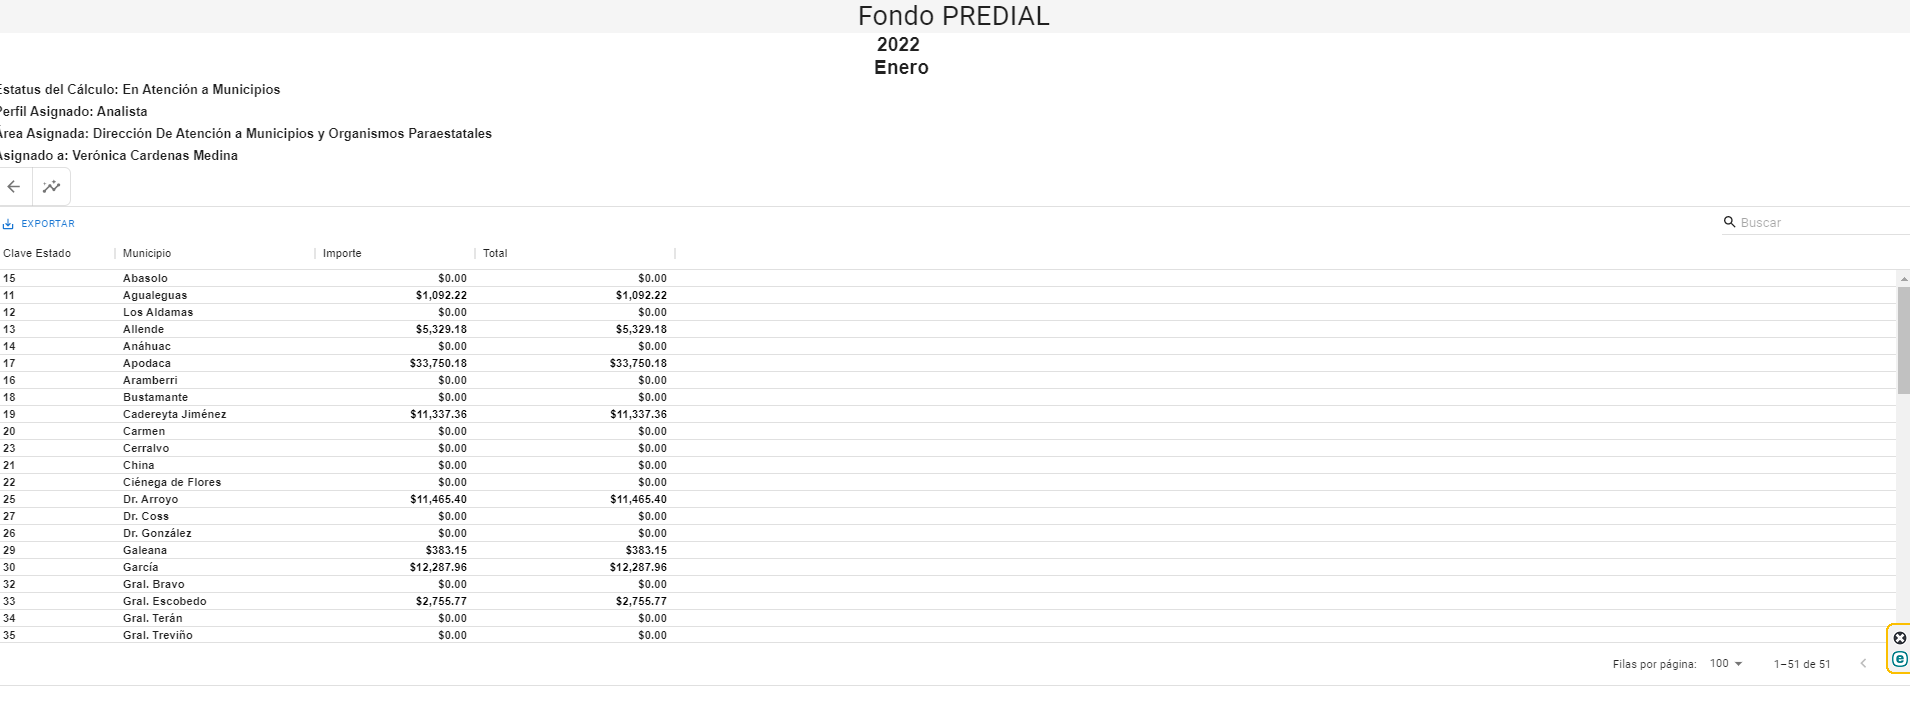 Fondo PREDIAL
2022
Enero
Estatus del Cálculo: En Atención a Municipios
Perfil Asignado: Analista
Área Asignada: Dirección De Atención a Municipios y Organismos Paraestatales
Asignado a: Verónica Cardenas Medina
EXPORTAR
Buscar
Clave Estado Municipio Importe Total
15 Abasolo $0.00 $0.00
11 Agualeguas $1,092.22 $1,092.22
12 Los Aldamas $0.00 $0.00
13 Allende $5,329.18 $5,329.18
14 Anáhuac $0.00 $0.00
17 Apodaca $33,750.18 $33,750.18
16 Aramberri $0.00 $0.00
18 Bustamante $0.00 $0.00
19 Cadereyta Jiménez $11,337.36 $11,337.36
20 Carmen $0.00 $0.00
23 Cerralvo $0.00 $0.00
21 China $0.00 $0.00
22 Ciénega de Flores $0.00 $0.00
25 Dr. Arroyo $11,465.40 $11,465.40
27 Dr. Coss $0.00 $0.00
26 Dr. González $0.00 $0.00
29 Galeana $383.15 $383.15
30 García $12,287.96 $12,287.96
32 Gral. Bravo $0.00 $0.00
33 Gral. Escobedo $2,755.77 $2,755.77
34 Gral. Terán $0.00 $0.00
35 Gral. Treviño $0.00 $0.00
Filas por página: 100 1–51 de 51